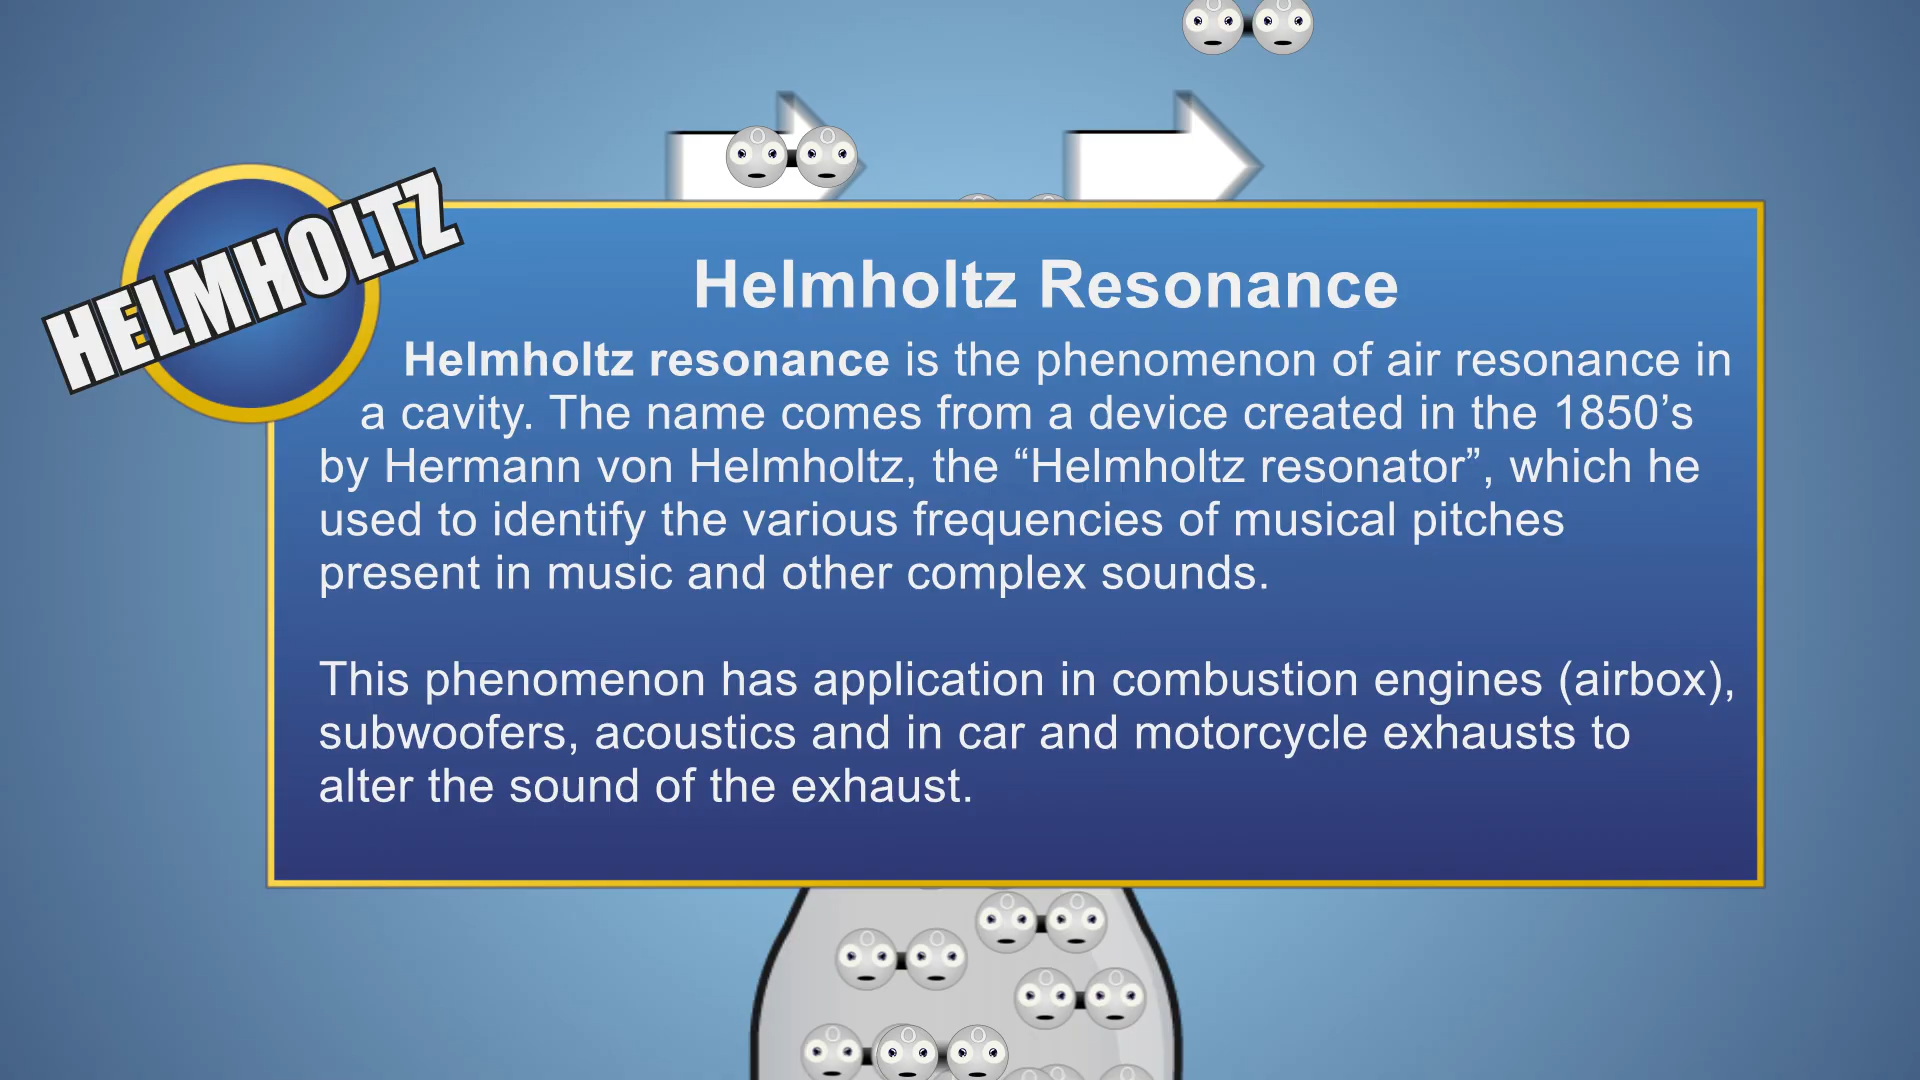 HELMHOLTZ
Helmholtz Resonance
Helmholtz resonance is the phenomenon of air resonance in
a cavity. The name comes from a device created in the 1850’s
by Hermann von Helmholtz, the “Helmholtz resonator”, which he
used to identify the various frequencies of musical pitches
present in music and other complex sounds.
This phenomenon has application in combustion engines (airbox),
subwoofers, acoustics and in car and motorcycle exhausts to
alter the sound of the exhaust.
O O
O O
O O
O O
O O
O O O